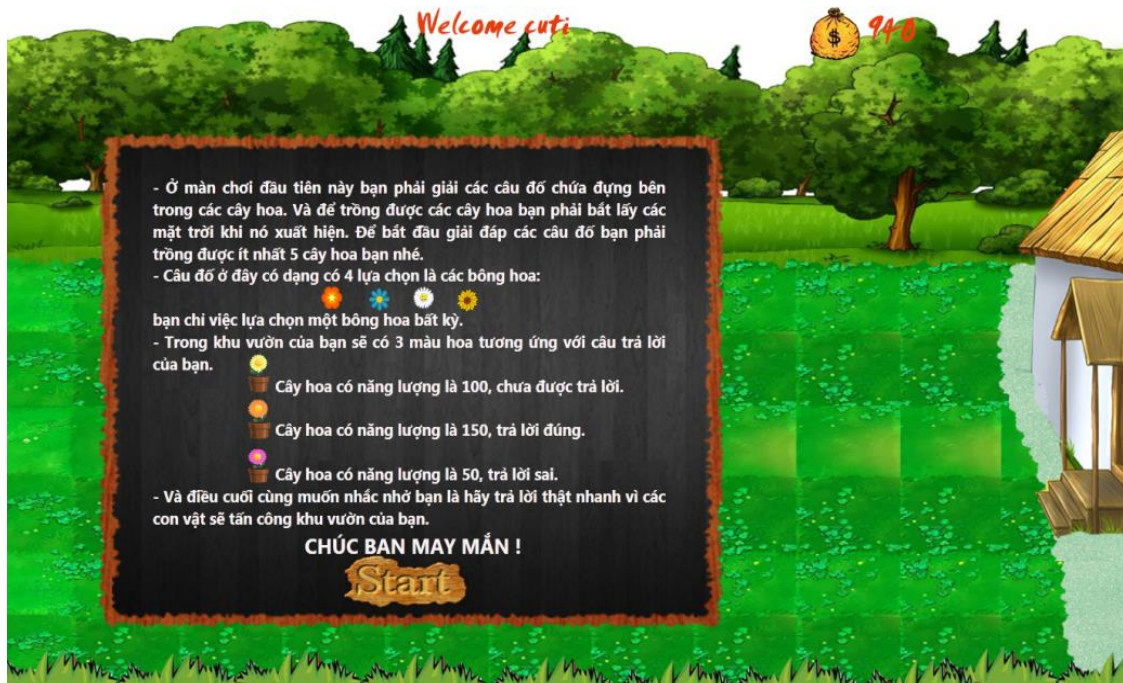 Welcome cuti
$ 940
- Ở màn chơi đầu tiên này bạn phải giải các câu đố chứa đựng bên
trong các cây hoa. Và để trồng được các cây hoa bạn phải bắt lấy các
mặt trời khi nó xuất hiện. Để bắt đầu giải đáp các câu đố bạn phải
trồng được ít nhất 5 cây hoa bạn nhé.
- Câu đố ở đây có dạng có 4 lựa chọn là các bông hoa:
bạn chỉ việc lựa chọn một bông hoa bất kỳ.
- Trong khu vườn của bạn sẽ có 3 màu hoa tương ứng với câu trả lời
của bạn.
Cây hoa có năng lượng là 100, chưa được trả lời.
Cây hoa có năng lượng là 150, trả lời đúng.
Cây hoa có năng lượng là 50, trả lời sai.
- Và điều cuối cùng muốn nhắc nhở bạn là hãy trả lời thật nhanh vì các
con vật sẽ tấn công khu vườn của bạn.
CHÚC BẠN MAY MẮN !
Start